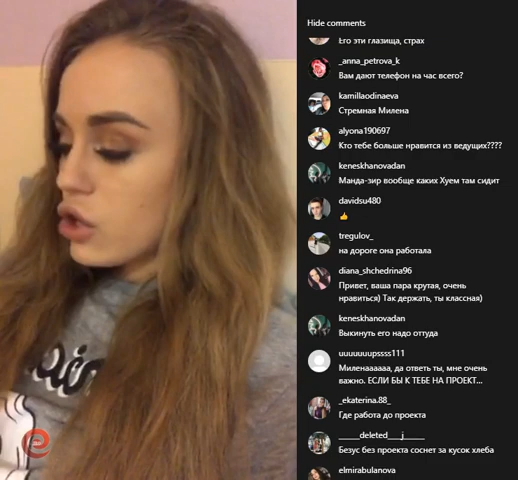 Hide comments
Его эти глазища, страх
_anna_petrova_k
Вам дают телефон на час всего?
kamillaodinaeva
Стремная Милена
alyona190697
Кто тебе больше нравится из ведущих????
keneskhanovadan
Манда-зир вообще каких Хуем там сидит
davidsu480
👍
tregulov_
на дороге она работала
diana_shchedrina96
Привет, ваша пара крутая, очень
нравиться) Так держать, ты классная)
keneskhanovadan
Выкинуть его надо оттуда
uuuuuuupssss111
Миленааааaа, да ответь ты, мне очень
важно. ЕСЛИ БЫ К ТЕБЕ НА ПРОЕКТ...
_ekaterina.88_
Где работа до проекта
______deleted____j______
Безус без проекта соснет за кусок хлеба
elmirabulanova